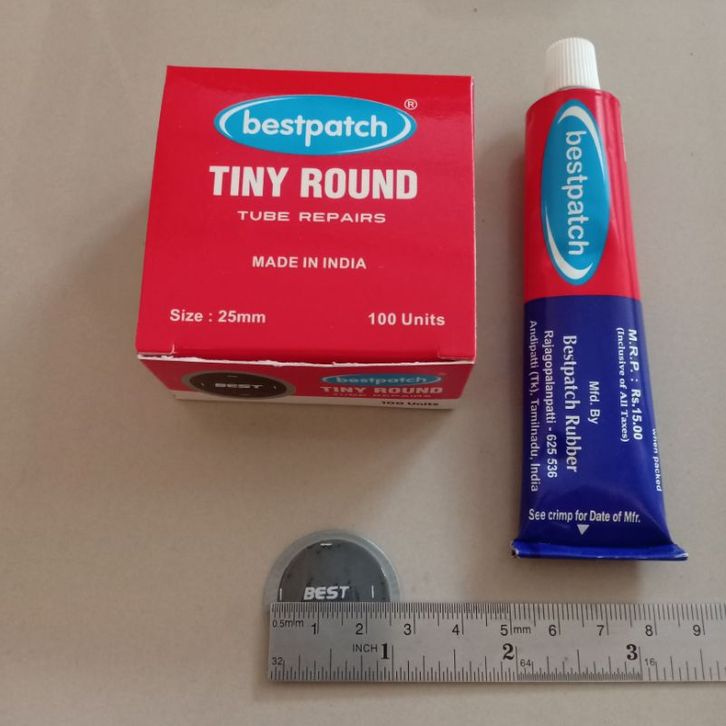 bestpatch®
TINY ROUND
TUBE REPAIRS
MADE IN INDIA
Size : 25mm
100 Units
BEST
bestpatch
TINY ROUND
TUBE REPAIRS
100 Units
bestpatch
M.R.P. : Rs.15.00
(Inclusive of All Taxes)
when packed
Mfd. By
Bestpatch Rubber
Rajagopalanpatti - 625 536
Andipatti (Tk), Tamilnadu, India
See crimp for Date of Mfr.
BEST
0.5mm 1 2 3 4 5 mm 6 7 8 9
INCH 1 2 3
32 64 16